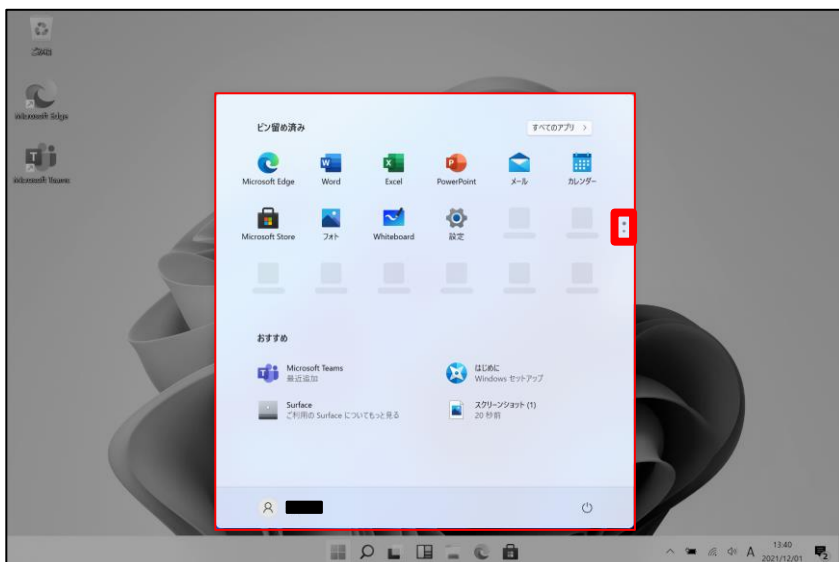 ごみ箱
Microsoft Edge
Microsoft Teams
ピン留め済み
すべてのアプリ >
Microsoft Edge
Word
Excel
PowerPoint
メール
カレンダー
Microsoft Store
フォト
Whiteboard
設定
おすすめ
Microsoft Teams
最近追加
はじめに
Windows セットアップ
Surface
ご利用の Surface についてもっと見る
スクリーンショット (1)
20 秒前
A
13:40
2021/12/01
2